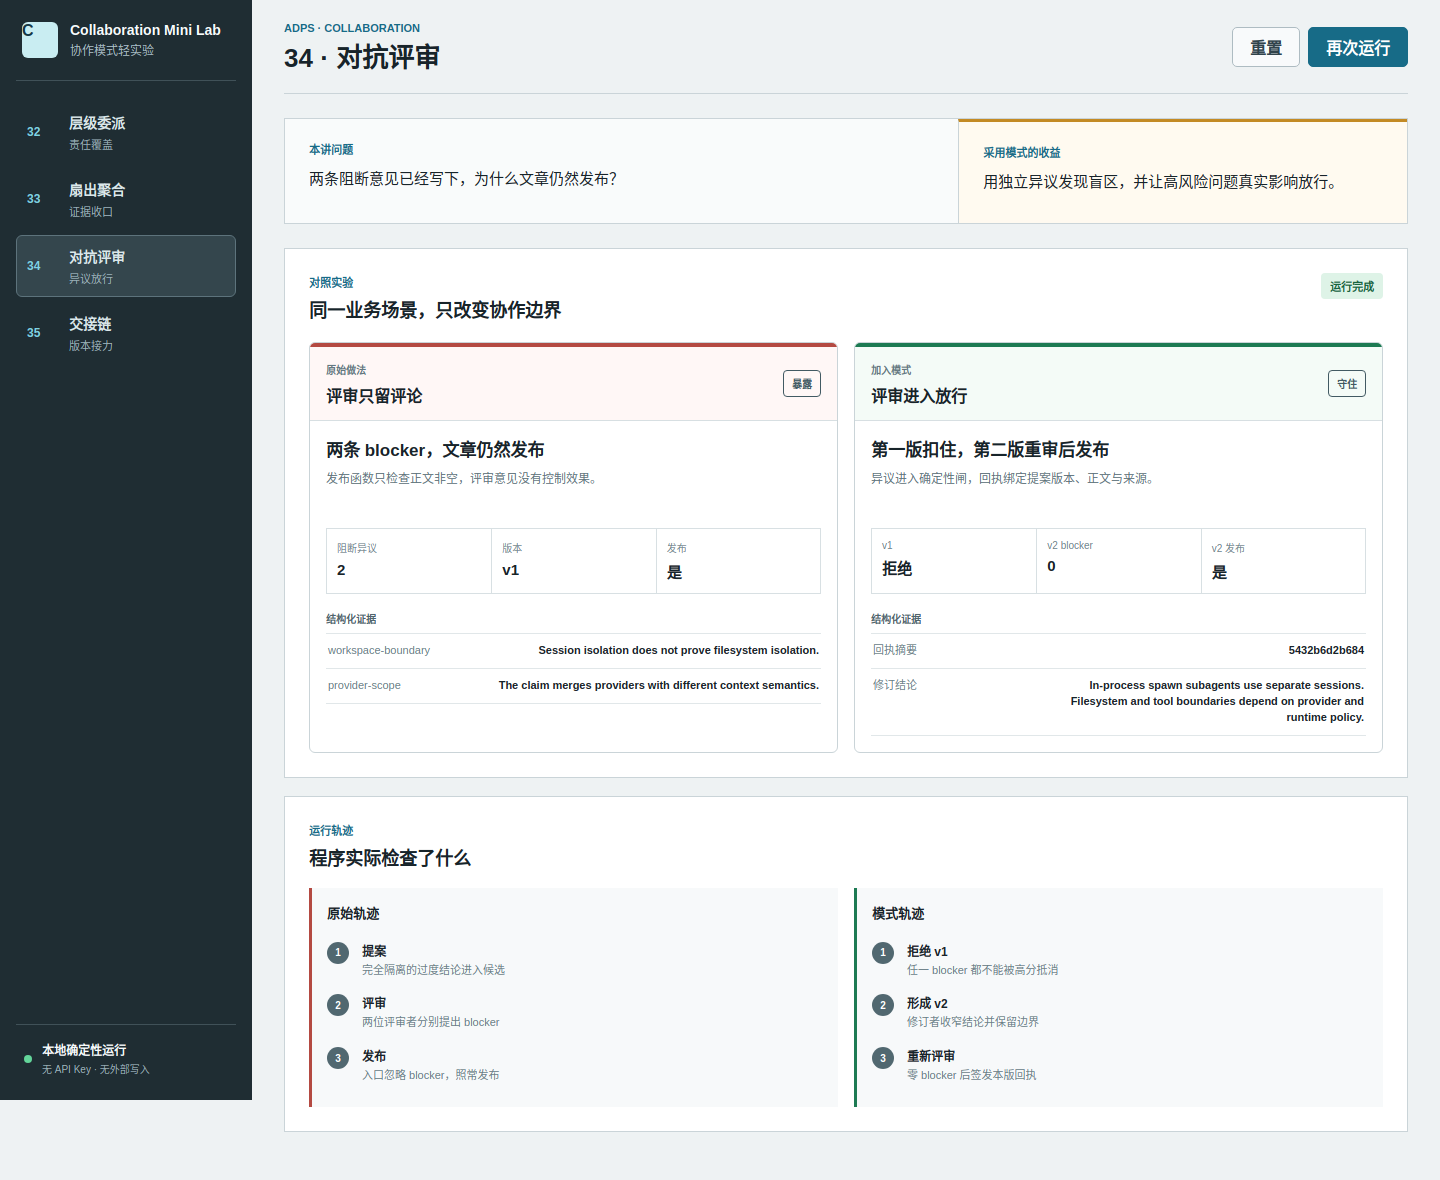 C
Collaboration Mini Lab
协作模式轻实验
32
层级委派
责任覆盖
33
扇出聚合
证据收口
34
对抗评审
异议放行
35
交接链
版本接力
本地确定性运行
无 API Key · 无外部写入
ADPS · COLLABORATION
34 · 对抗评审
重置
再次运行
本讲问题
两条阻断意见已经写下，为什么文章仍然发布？
采用模式的收益
用独立异议发现盲区，并让高风险问题真实影响放行。
对照实验
同一业务场景，只改变协作边界
运行完成
原始做法
评审只留评论
暴露
两条 blocker，文章仍然发布
发布函数只检查正文非空，评审意见没有控制效果。
阻断异议
2
版本
v1
发布
是
结构化证据
workspace-boundary
Session isolation does not prove filesystem isolation.
provider-scope
The claim merges providers with different context semantics.
加入模式
评审进入放行
守住
第一版扣住，第二版重审后发布
异议进入确定性闸，回执绑定提案版本、正文与来源。
v1
拒绝
v2 blocker
0
v2 发布
是
结构化证据
回执摘要
5432b6d2b684
修订结论
In-process spawn subagents use separate sessions.
Filesystem and tool boundaries depend on provider and
runtime policy.
运行轨迹
程序实际检查了什么
原始轨迹
1
提案
完全隔离的过度结论进入候选
2
评审
两位评审者分别提出 blocker
3
发布
入口忽略 blocker，照常发布
模式轨迹
1
拒绝 v1
任一 blocker 都不能被高分抵消
2
形成 v2
修订者收窄结论并保留边界
3
重新评审
零 blocker 后签发本版回执